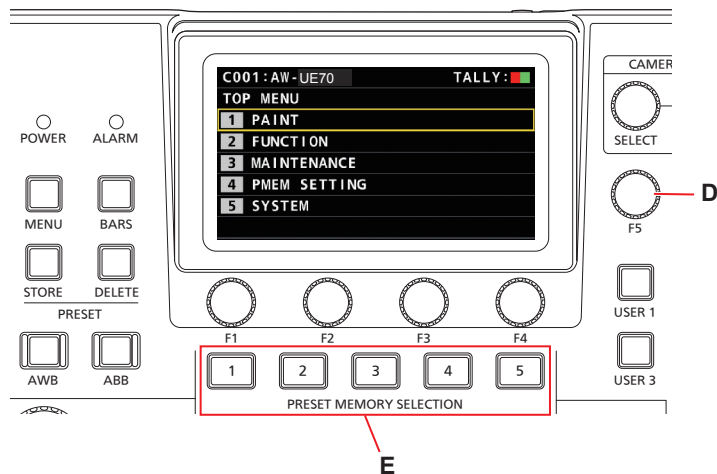 C001:AW-UE70 TALLY:
TOP MENU
1 PAINT
2 FUNCTION
3 MAINTENANCE
4 PMEM SETTING
5 SYSTEM
POWER ALARM
MENU BARS
STORE DELETE
PRESET
AWB ABB
CAMER
SELECT
D
F5
USER 1
USER 3
F1 F2 F3 F4
1 2 3 4 5
PRESET MEMORY SELECTION
E